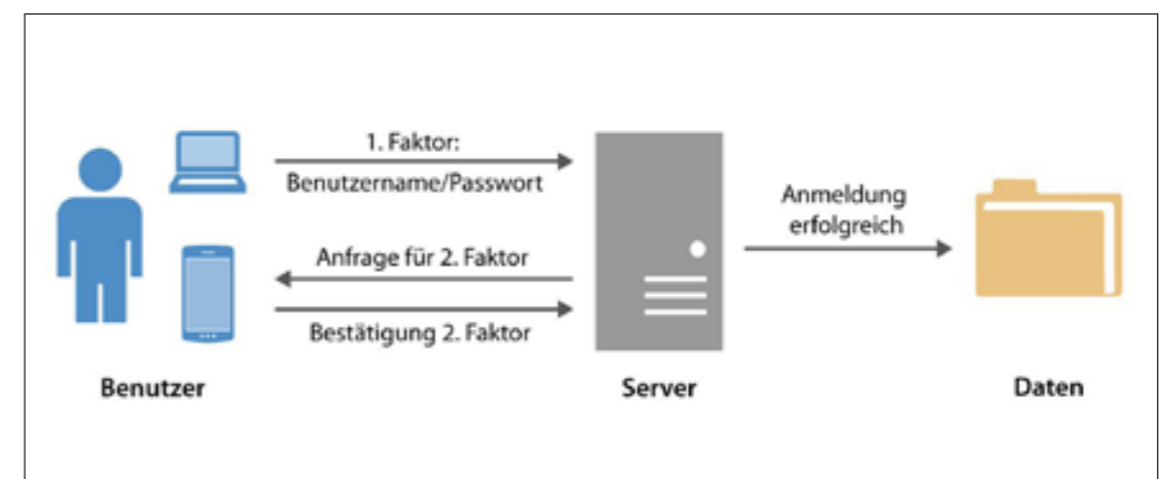 1. Faktor:
Benutzername/Passwort
Anfrage für 2. Faktor
Bestätigung 2. Faktor
Anmeldung
erfolgreich
Benutzer
Server
Daten